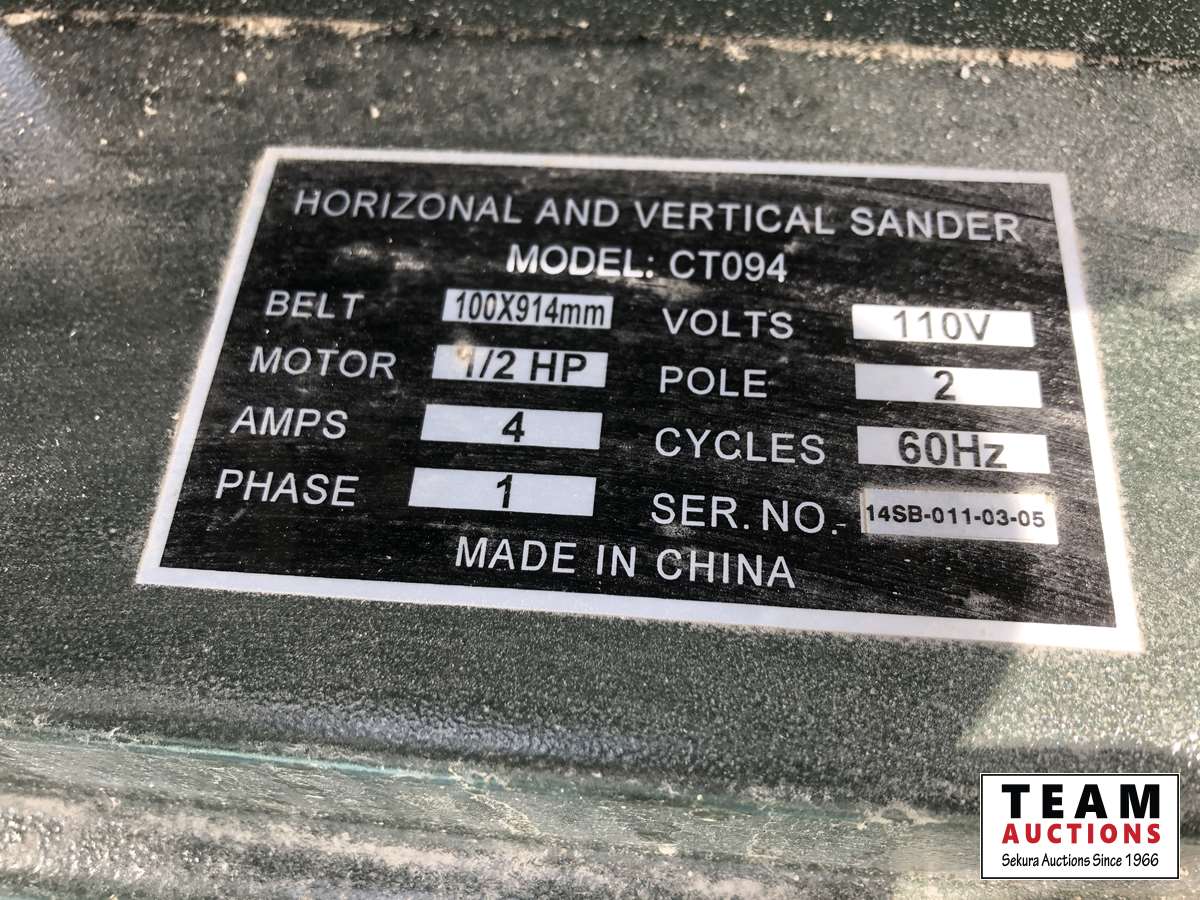 HORIZONAL AND VERTICAL SANDER
MODEL: CT094
BELT 100X914mm VOLTS 110V
MOTOR 1/2 HP POLE 2
AMPS 4 CYCLES 60Hz
PHASE 1 SER. NO. 14SB-011-03-05
MADE IN CHINA
TEAM
AUCTIONS
Sekura Auctions Since 1966